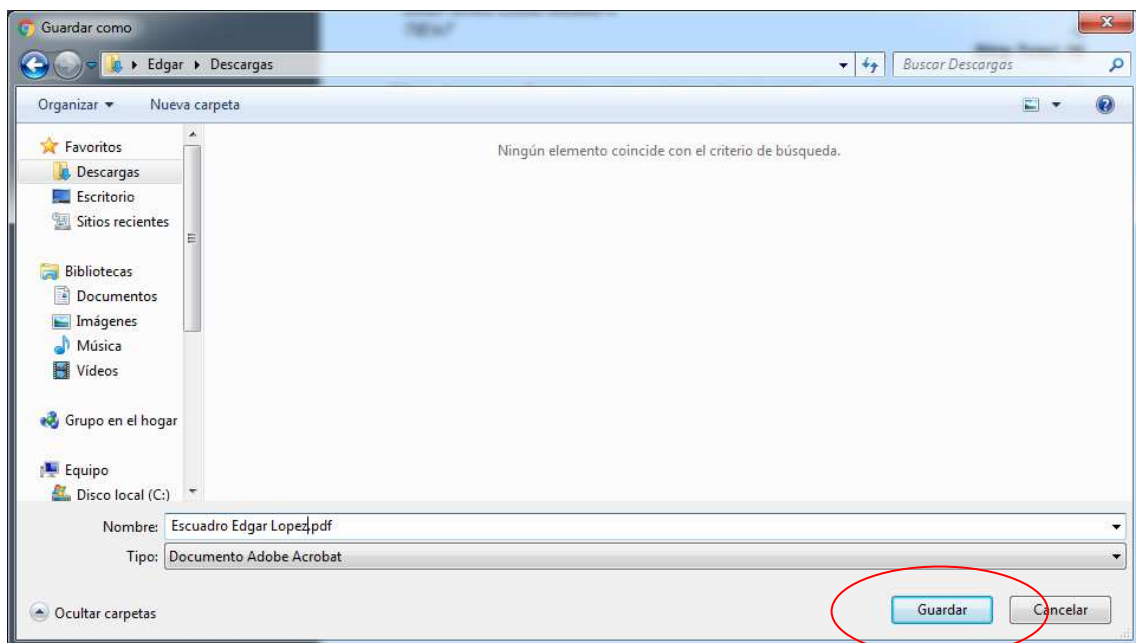 Guardar como
Edgar Descargas Buscar Descargas
Organizar Nueva carpeta
Favoritos
Descargas
Escritorio
Sitios recientes
Bibliotecas
Documentos
Imágenes
Música
Vídeos
Grupo en el hogar
Equipo
Disco local (C:)
Ningún elemento coincide con el criterio de búsqueda.
Nombre: Escuadro Edgar Lopez.pdf
Tipo: Documento Adobe Acrobat
Ocultar carpetas Guardar Cancelar